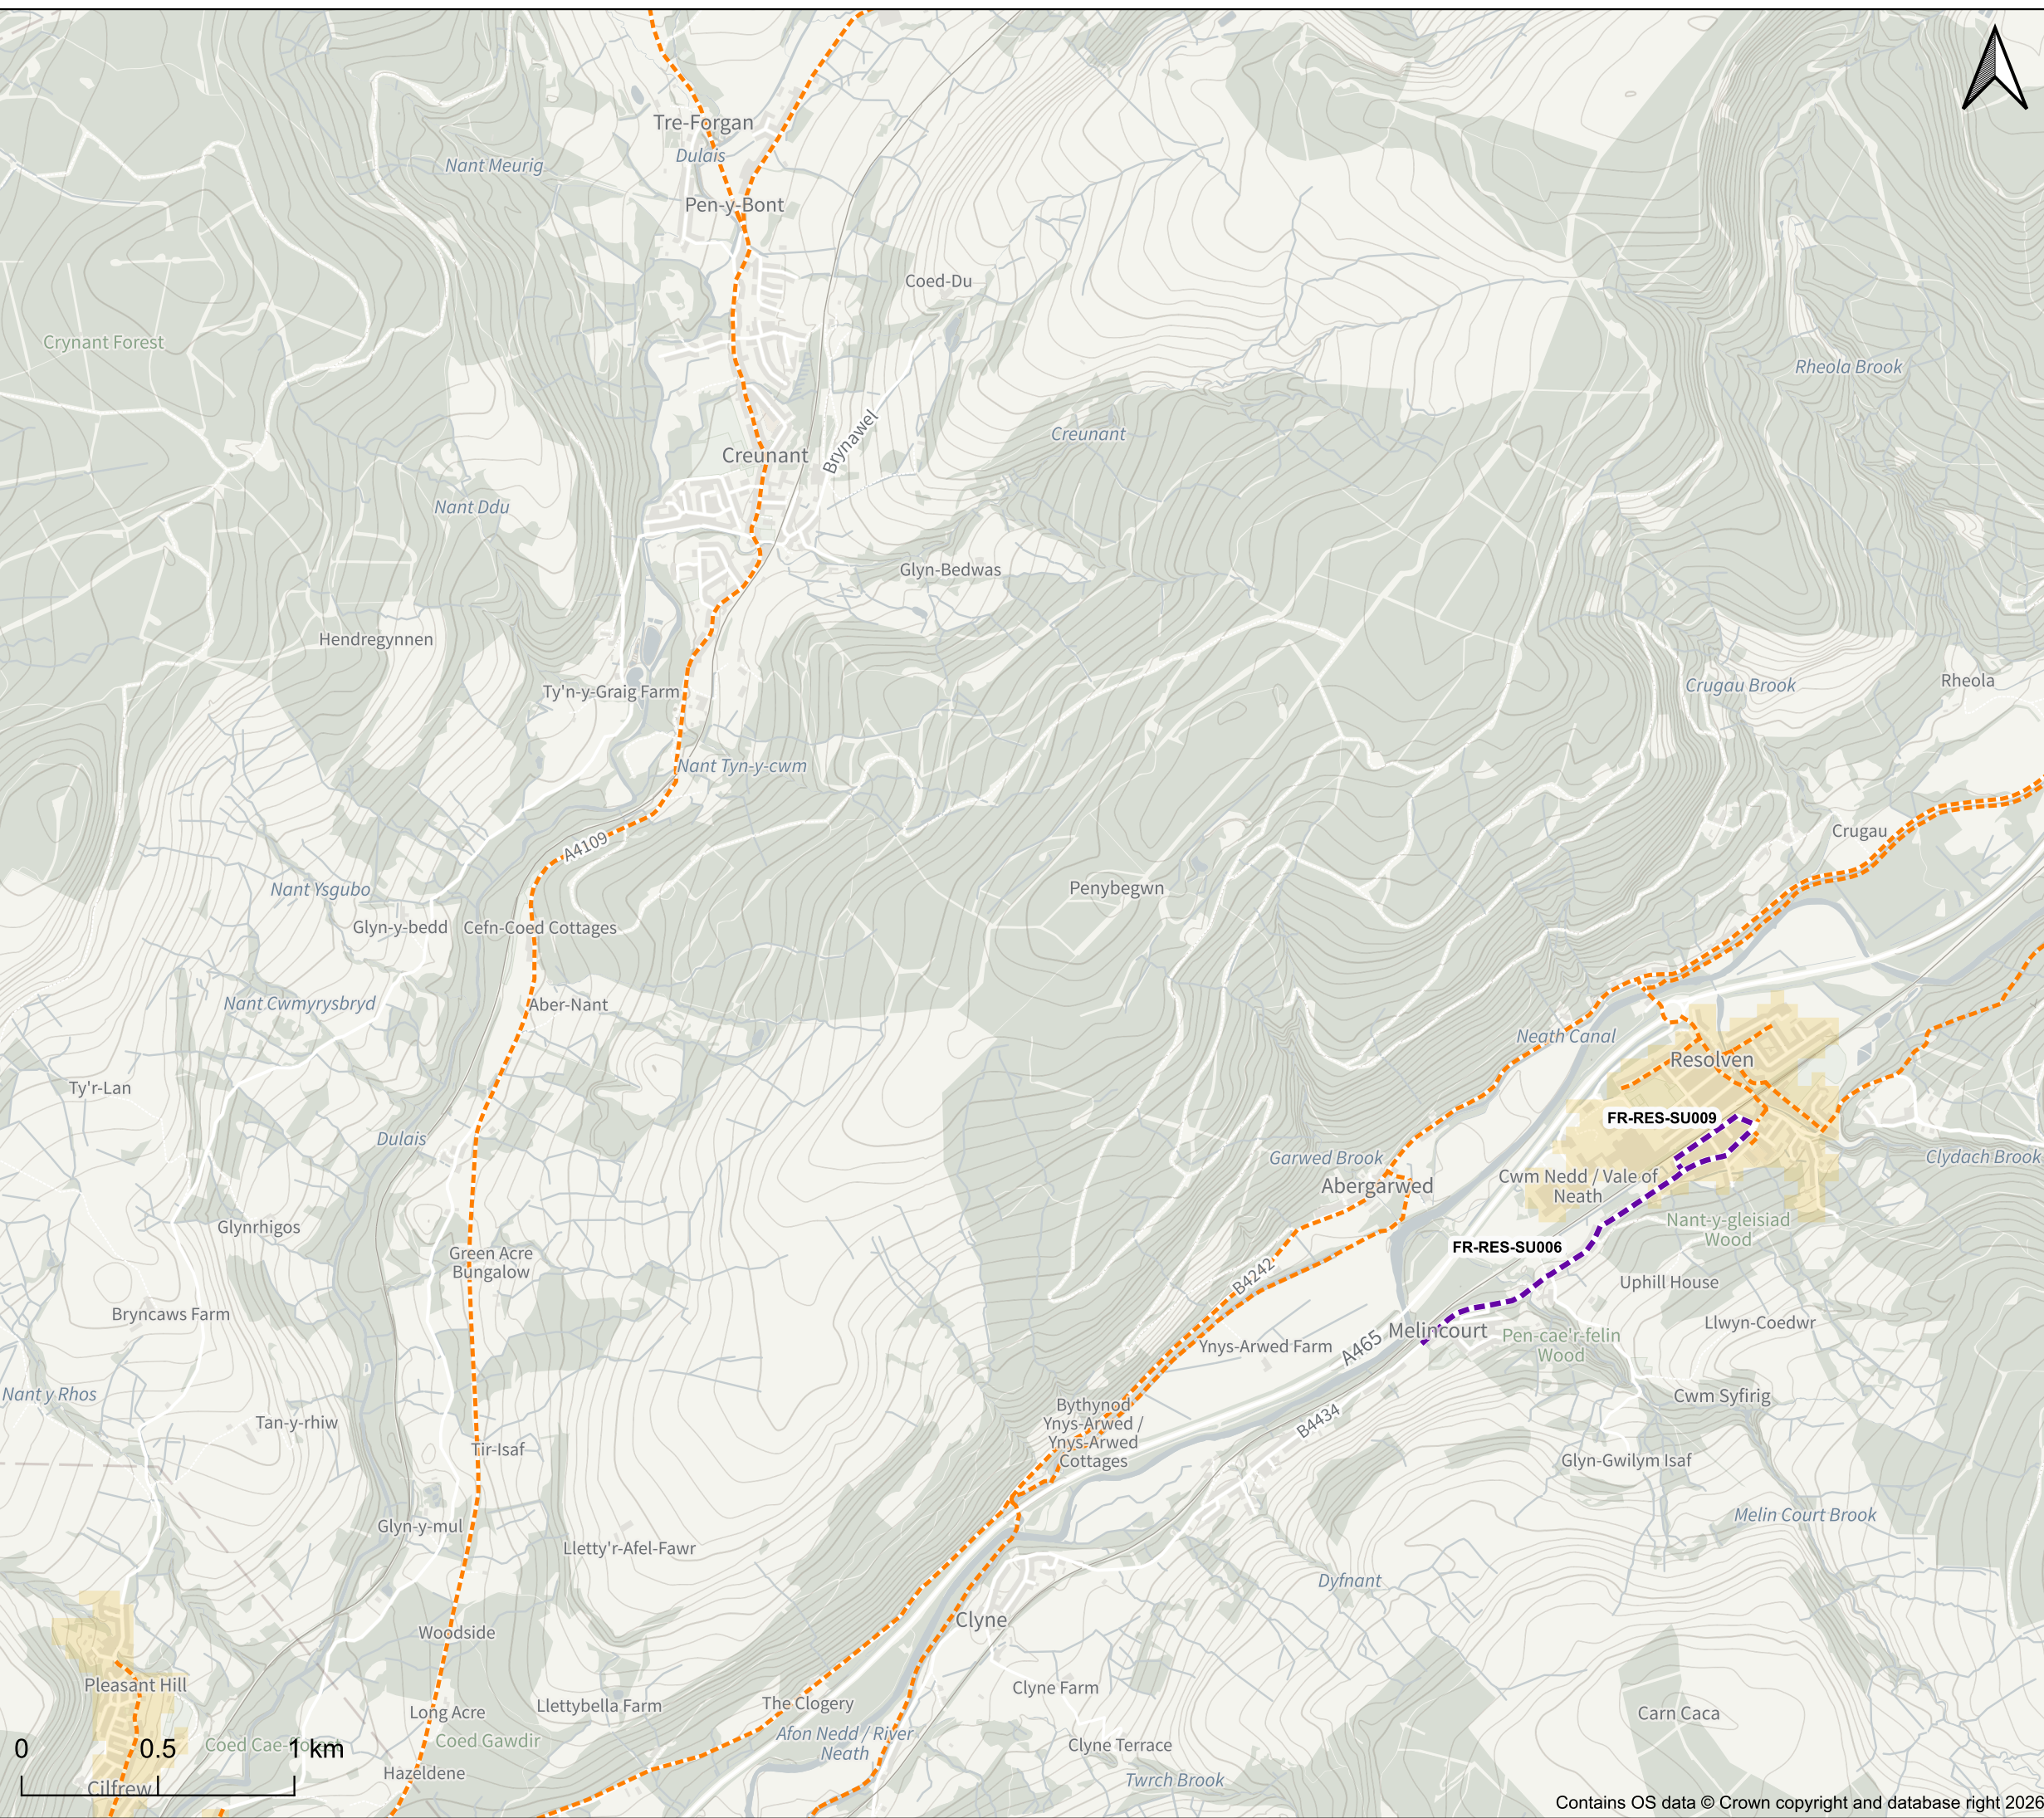 Tre-Forgan
Dulais
Nant Meurig
Pen-y-Bont
Coed-Du
Crynant Forest
Rheola Brook
Brynawel
Creunant
Creunant
Nant Ddu
Glyn-Bedwas
Hendregynnen
Ty'n-y-Graig Farm
Crugau Brook
Rheola
Nant Tyn-y-cwm
A4109
Crugau
Nant Ysgubo
Penybegwn
Glyn-y-bedd
Cefn-Coed Cottages
Nant Cwmyrysbryd
Aber-Nant
Neath Canal
Resolven
Ty'r-Lan
FR-RES-SU009
Dulais
Garwed Brook
Clydach Brook
Abergarwed
Cwm Nedd / Vale of
Neath
Glynrhigos
Nant-y-gleisiad
Wood
FR-RES-SU006
Green Acre
Bungalow
B4242
Uphill House
Bryncaws Farm
Llwyn-Coedwr
Melincourt
Ynys-Arwed Farm
A465
Pen-cae'r-felin
Wood
Nant y Rhos
Cwm Syfirig
Bythynod
Ynys-Arwed /
Ynys-Arwed
Cottages
Tan-y-rhiw
B4434
Tir-Isaf
Glyn-Gwilym Isaf
Melin Court Brook
Glyn-y-mul
Lletty'r-Afel-Fawr
Dyfnant
Clyne
Woodside
Pleasant Hill
Clyne Farm
Llettybella Farm
The Clogery
Long Acre
Carn Caca
Afon Nedd / River
Neath
Coed Gawdir
Clyne Terrace
Coed Cae-
0 0.5 1 km
Hazeldene
Twrch Brook
Cilfrew
Contains OS data © Crown copyright and database right 2026